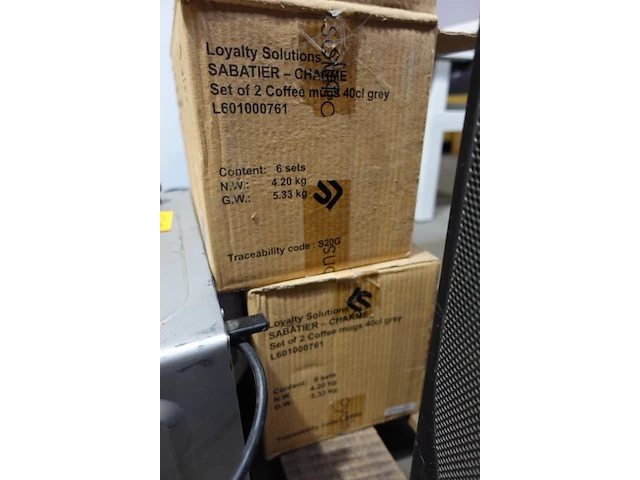 Loyalty Solutions
SABATIER – CHARME
Set of 2 Coffee mugs 40cl grey
L601000761
Content: 6 sets
N.W.: 4.20 kg
G.W.: 5.33 kg
Traceability code : S20G
Loyalty Solutions
SABATIER – CHARME
Set of 2 Coffee mugs 40cl grey
L601000761
Content: 6 sets
N.W. 4.20 kg
G.W. 5.33 kg
Traceability code